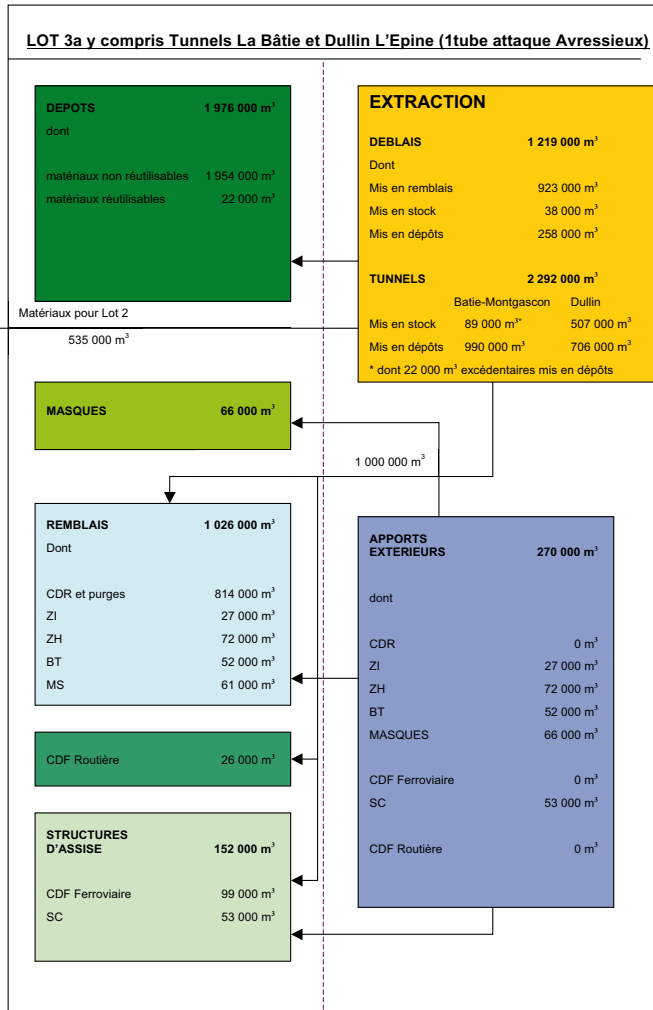 LOT 3a y compris Tunnels La Bâtie et Dullin L'Epine (1tube attaque Avressieux)
DEPOTS 1 976 000 m³
dont
matériaux non réutilisables 1 954 000 m³
matériaux réutilisables 22 000 m³
EXTRACTION
DEBLAIS 1 219 000 m³
Dont
Mis en remblais 923 000 m³
Mis en stock 38 000 m³
Mis en dépôts 258 000 m³
TUNNELS 2 292 000 m³
Batie-Montgascon Dullin
Mis en stock 89 000 m³* 507 000 m³
Mis en dépôts 990 000 m³ 706 000 m³
* dont 22 000 m³ excédentaires mis en dépôts
Matériaux pour Lot 2
535 000 m³
MASQUES 66 000 m³
1 000 000 m³
REMBLAIS 1 026 000 m³
Dont
CDR et purges 814 000 m³
ZI 27 000 m³
ZH 72 000 m³
BT 52 000 m³
MS 61 000 m³
APPORTS
EXTERIEURS 270 000 m³
dont
CDR 0 m³
ZI 27 000 m³
ZH 72 000 m³
BT 52 000 m³
MASQUES 66 000 m³
CDF Ferroviaire 0 m³
SC 53 000 m³
CDF Routière 0 m³
CDF Routière 26 000 m³
STRUCTURES
D'ASSISE 152 000 m³
CDF Ferroviaire 99 000 m³
SC 53 000 m³